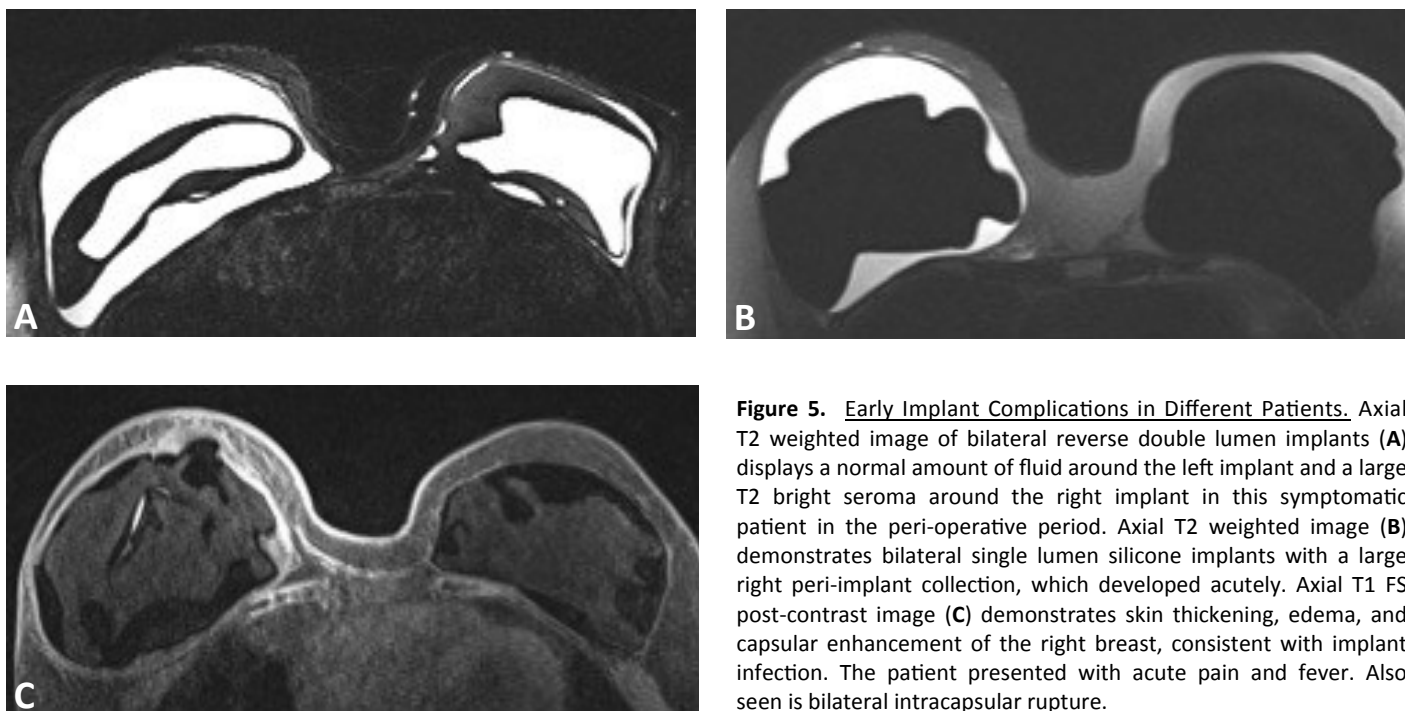 A
B
C
Figure 5. Early Implant Complications in Different Patients. Axial
T2 weighted image of bilateral reverse double lumen implants (A)
displays a normal amount of fluid around the left implant and a large
T2 bright seroma around the right implant in this symptomatic
patient in the peri-operative period. Axial T2 weighted image (B)
demonstrates bilateral single lumen silicone implants with a large
right peri-implant collection, which developed acutely. Axial T1 FS
post-contrast image (C) demonstrates skin thickening, edema, and
capsular enhancement of the right breast, consistent with implant
infection. The patient presented with acute pain and fever. Also
seen is bilateral intracapsular rupture.